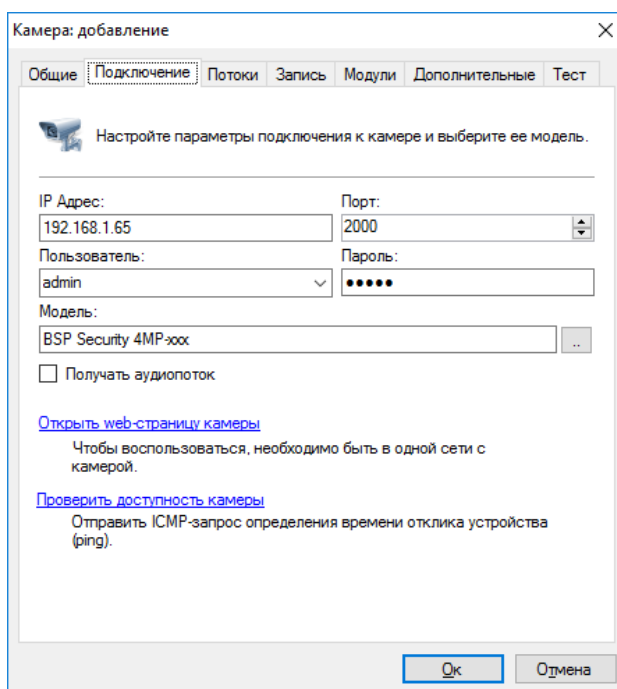 Камера: добавление
Общие Подключение Потоки Запись Модули Дополнительные Тест
Настройте параметры подключения к камере и выберите ее модель.
IP Адрес: Порт:
192.168.1.65 2000
Пользователь: Пароль:
admin ●●●●●
Модель:
BSP Security 4MP-xxx ..
Получать аудиопоток
Открыть web-страницу камеры
Чтобы воспользоваться, необходимо быть в одной сети с
камерой.
Проверить доступность камеры
Отправить ICMP-запрос определения времени отклика устройства
(ping).
Ок Отмена